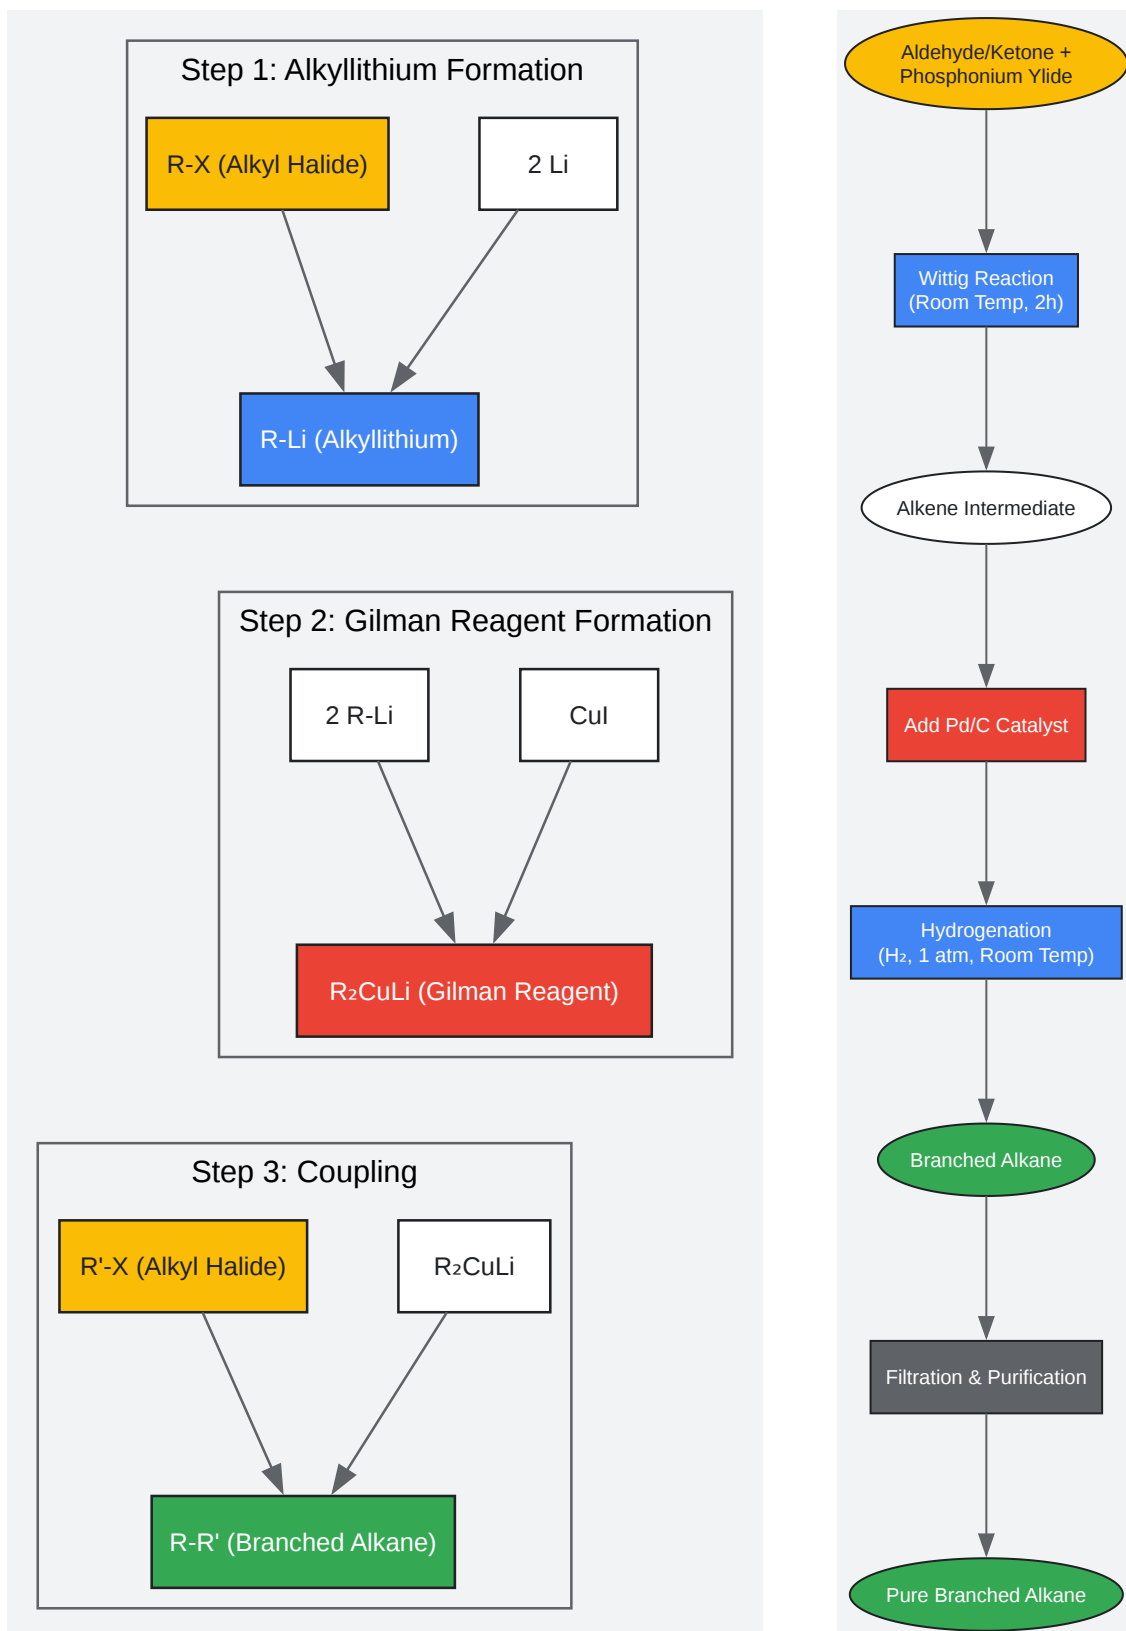 Step 1: Alkyllithium Formation
R-X (Alkyl Halide)
2 Li
R-Li (Alkyllithium)
Step 2: Gilman Reagent Formation
2 R-Li
CuI
R₂CuLi (Gilman Reagent)
Step 3: Coupling
R'-X (Alkyl Halide)
R₂CuLi
R-R' (Branched Alkane)
Aldehyde/Ketone +
Phosphonium Ylide
Wittig Reaction
(Room Temp, 2h)
Alkene Intermediate
Add Pd/C Catalyst
Hydrogenation
(H₂, 1 atm, Room Temp)
Branched Alkane
Filtration & Purification
Pure Branched Alkane